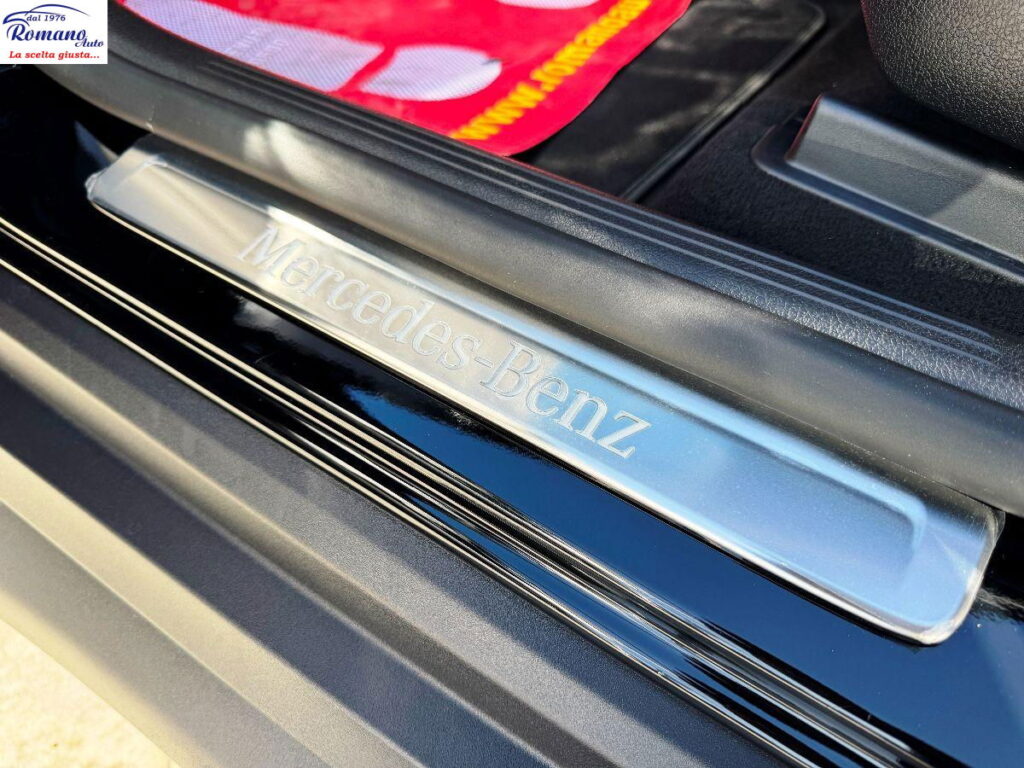 dal 1976
Romano
Auto
La scelta giusta...
Mercedes-Benz